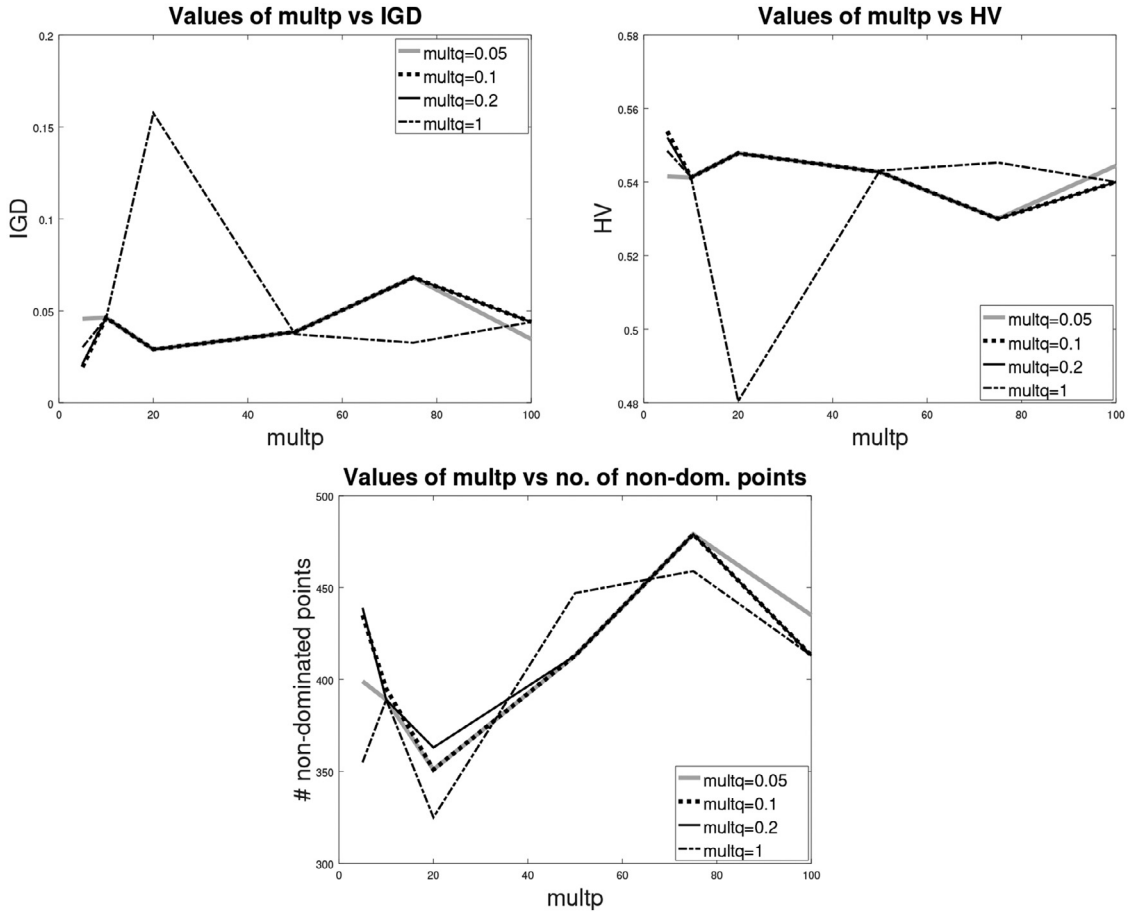 Values of multp vs IGD
0.2
0.15
0.1
0.05
0
IGD
0
20
40
60
80
100
multp
multq=0.05
multq=0.1
multq=0.2
multq=1
Values of multp vs HV
0.58
0.56
0.54
0.52
0.5
0.48
HV
0
20
40
60
80
100
multp
multq=0.05
multq=0.1
multq=0.2
multq=1
Values of multp vs no. of non-dom. points
500
450
400
350
300
# non-dominated points
0
20
40
60
80
100
multp
multq=0.05
multq=0.1
multq=0.2
multq=1